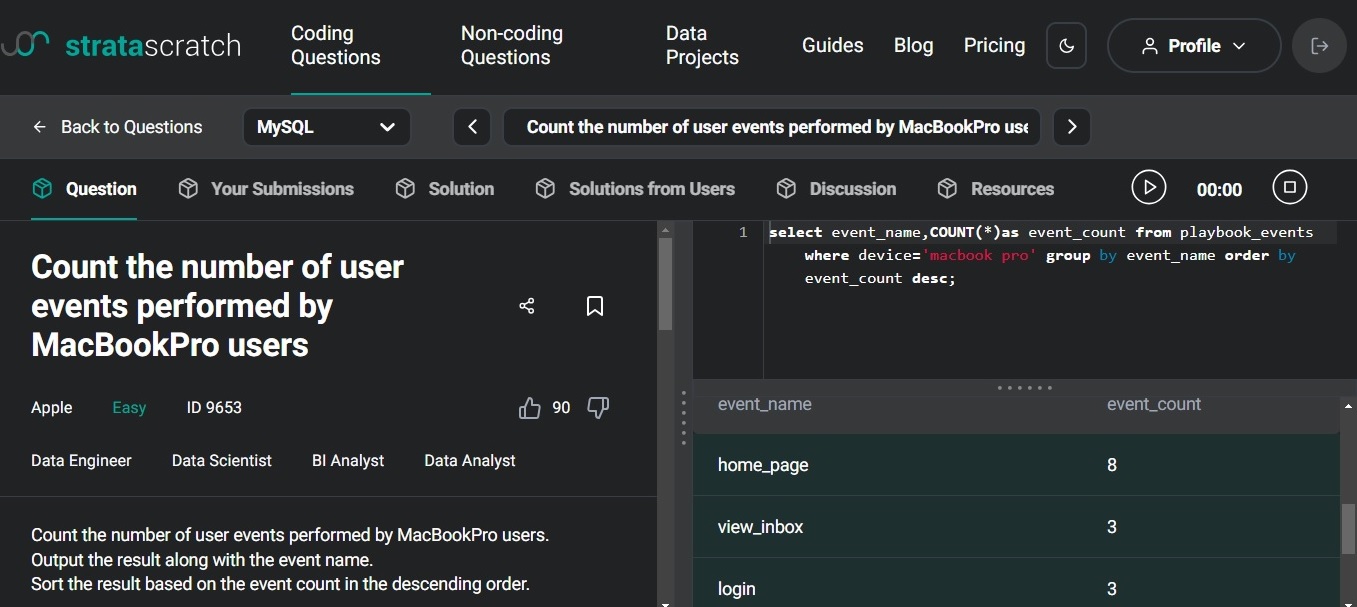 stratascratch
Coding
Questions
Non-coding
Questions
Data
Projects
Guides
Blog
Pricing
Profile
Back to Questions
MySQL
Count the number of user events performed by MacBookPro use
Question
Your Submissions
Solution
Solutions from Users
Discussion
Resources
00:00
Count the number of user
events performed by
MacBookPro users
Apple
Easy
ID 9653
90
Data Engineer
Data Scientist
BI Analyst
Data Analyst
Count the number of user events performed by MacBookPro users.
Output the result along with the event name.
Sort the result based on the event count in the descending order.
1
select event_name,COUNT(*)as event_count from playbook_events
where device='macbook pro' group by event_name order by
event_count desc;
event_name event_count
home_page 8
view_inbox 3
login 3